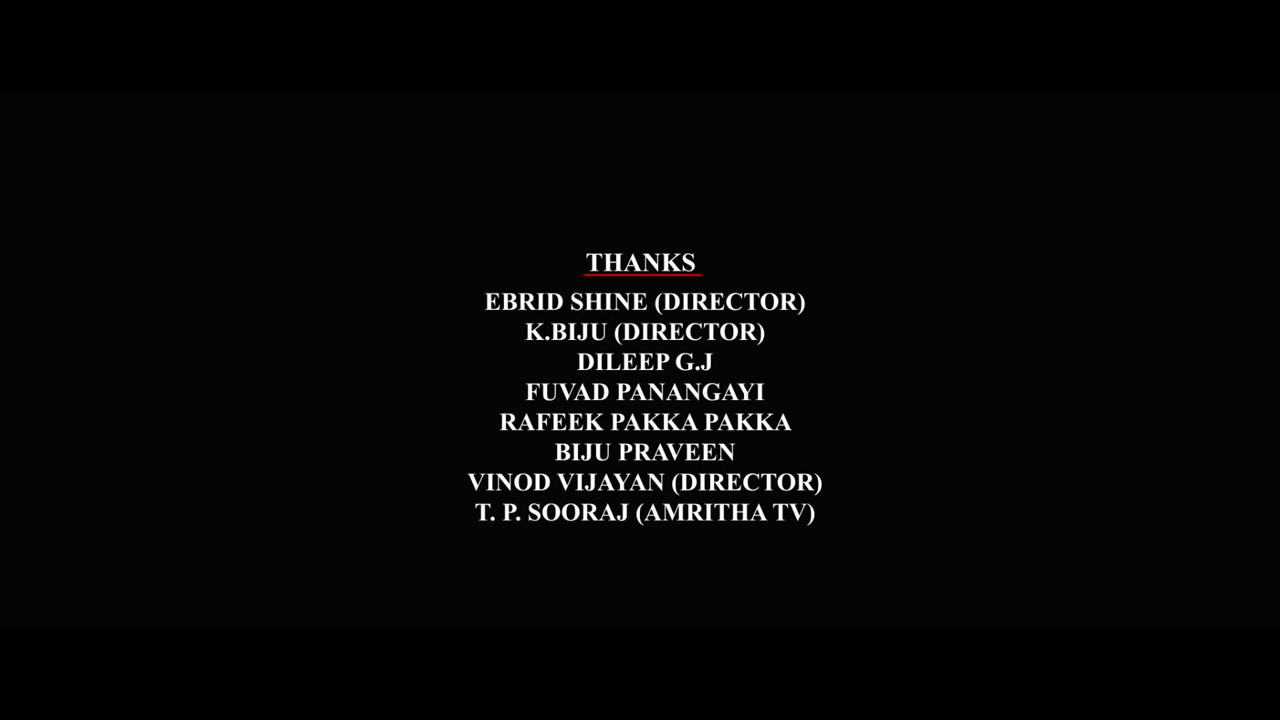 THANKS
EBRID SHINE (DIRECTOR)
K.BIJU (DIRECTOR)
DILEEP G.J
FUVAD PANANGAYI
RAFEEK PAKKA PAKKA
BIJU PRAVEEN
VINOD VIJAYAN (DIRECTOR)
T. P. SOORAJ (AMRITHA TV)